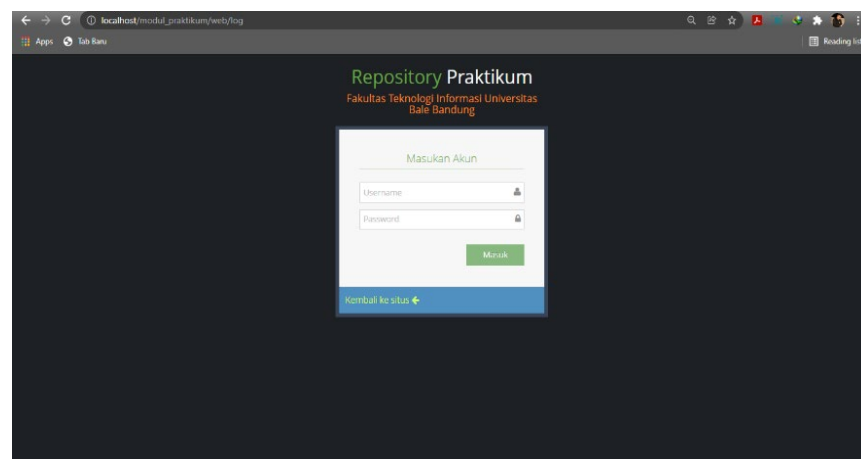 localhost/modul_praktikum/web/log
Apps Tab Baru Reading list
Repository Praktikum
Fakultas Teknologi Informasi Universitas
Bale Bandung
Masukan Akun
Username
Password
Masuk
Kembali ke situs